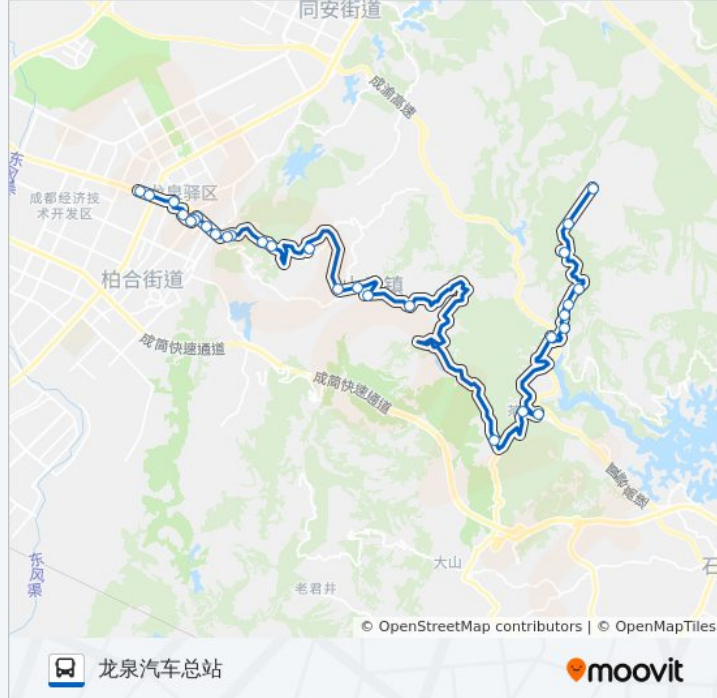 同安街道
成渝高速
东风渠
龙泉驿区
成都经济技
术开发区
镇
柏合街道
成简快速通道
成简快速通道
大山
石
东风渠
老君井
© OpenStreetMap contributors | © OpenMapTiles
龙泉汽车总站
moovit